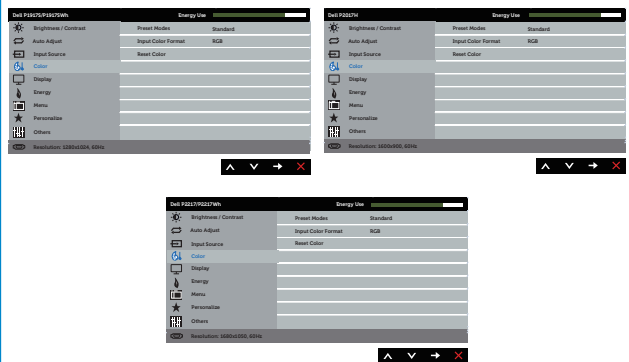 Dell P1917S/P1917SWh Energy Use
Brightness / Contrast Preset Modes Standard
Auto Adjust Input Color Format RGB
Input Source Reset Color
Color
Display
Energy
Menu
Personalize
Others
Resolution: 1280x1024, 60Hz
Dell P2017H Energy Use
Brightness / Contrast Preset Modes Standard
Auto Adjust Input Color Format RGB
Input Source Reset Color
Color
Display
Energy
Menu
Personalize
Others
Resolution: 1600x900, 60Hz
Dell P2217/P2217Wh Energy Use
Brightness / Contrast Preset Modes Standard
Auto Adjust Input Color Format RGB
Input Source Reset Color
Color
Display
Energy
Menu
Personalize
Others
Resolution: 1680x1050, 60Hz